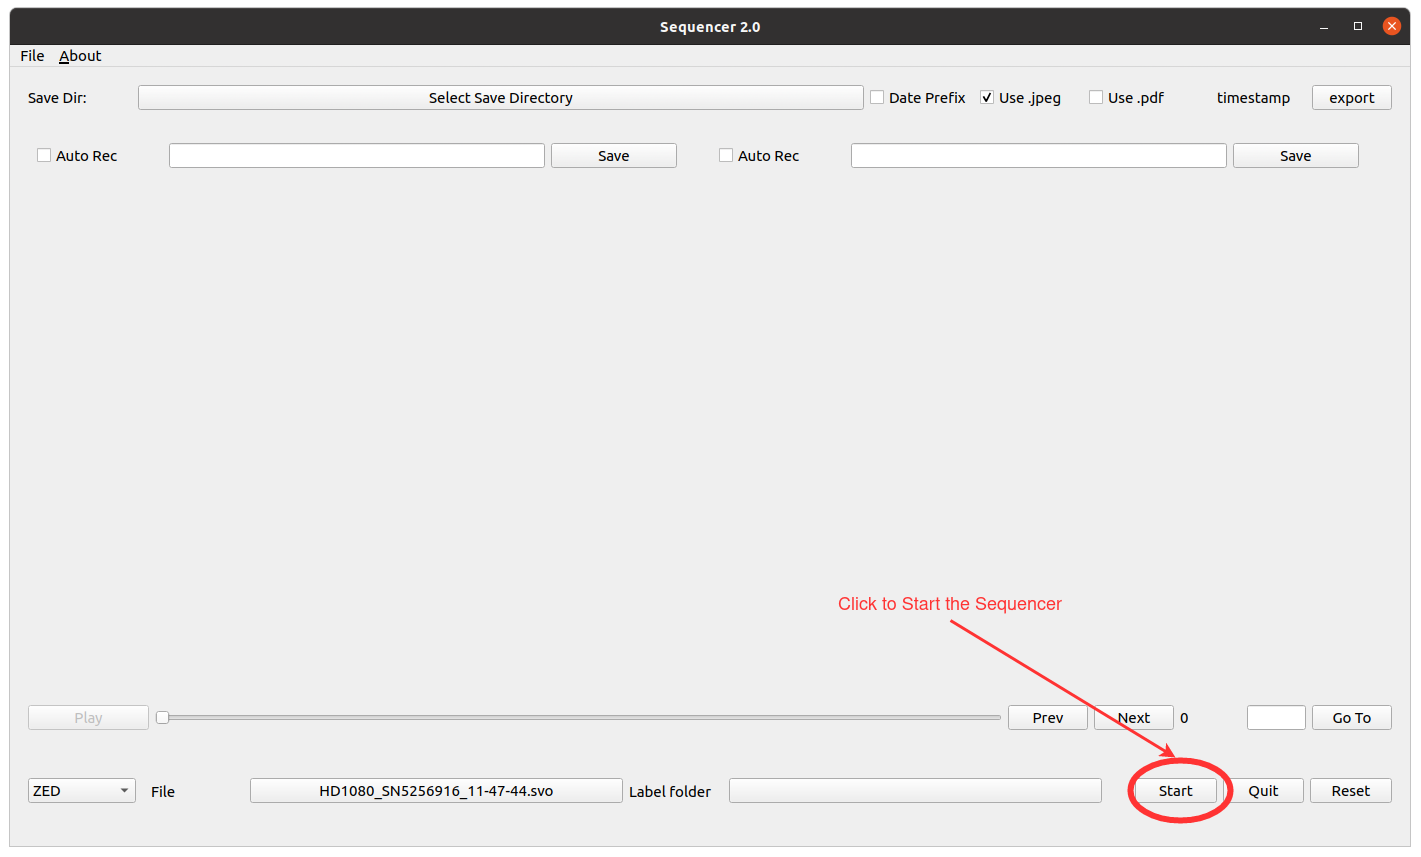 Sequencer 2.0
File About
Save Dir: Select Save Directory Date Prefix Use .jpeg Use .pdf timestamp export
Auto Rec Save Auto Rec Save
Click to Start the Sequencer
Play Prev Next 0 Go To
ZED File HD1080_SN5256916_11-47-44.svo Label folder Start Quit Reset